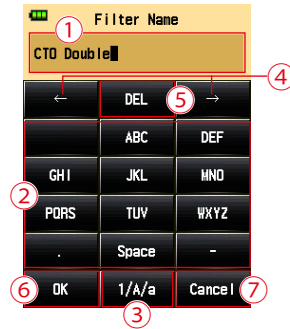 Filter Name
1
CTO Double
4
← DEL 5 →
ABC DEF
GHI JKL MNO
2
PQRS TUV WXYZ
. Space -
6 OK 1/A/a Cancel 7
3